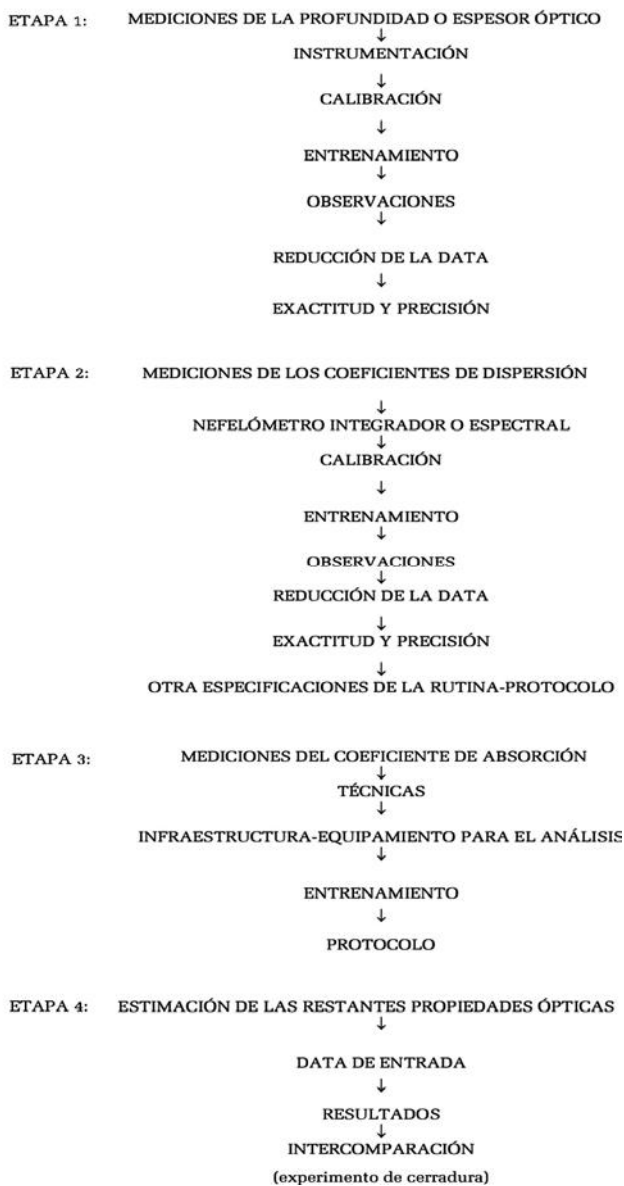 ETAPA 1: MEDICIONES DE LA PROFUNDIDAD O ESPESOR ÓPTICO
↓
INSTRUMENTACIÓN
↓
CALIBRACIÓN
↓
ENTRENAMIENTO
↓
OBSERVACIONES
↓
REDUCCIÓN DE LA DATA
↓
EXACTITUD Y PRECISIÓN
ETAPA 2: MEDICIONES DE LOS COEFICIENTES DE DISPERSIÓN
↓
NEFELÓMETRO INTEGRADOR O ESPECTRAL
↓
CALIBRACIÓN
↓
ENTRENAMIENTO
↓
OBSERVACIONES
↓
REDUCCIÓN DE LA DATA
↓
EXACTITUD Y PRECISIÓN
↓
OTRA ESPECIFICACIONES DE LA RUTINA-PROTOCOLO
ETAPA 3: MEDICIONES DEL COEFICIENTE DE ABSORCIÓN
↓
TÉCNICAS
↓
INFRAESTRUCTURA-EQUIPAMIENTO PARA EL ANÁLISIS
↓
ENTRENAMIENTO
↓
PROTOCOLO
ETAPA 4: ESTIMACIÓN DE LAS RESTANTES PROPIEDADES ÓPTICAS
↓
DATA DE ENTRADA
↓
RESULTADOS
↓
INTERCOMPARACIÓN
(experimento de cerradura)